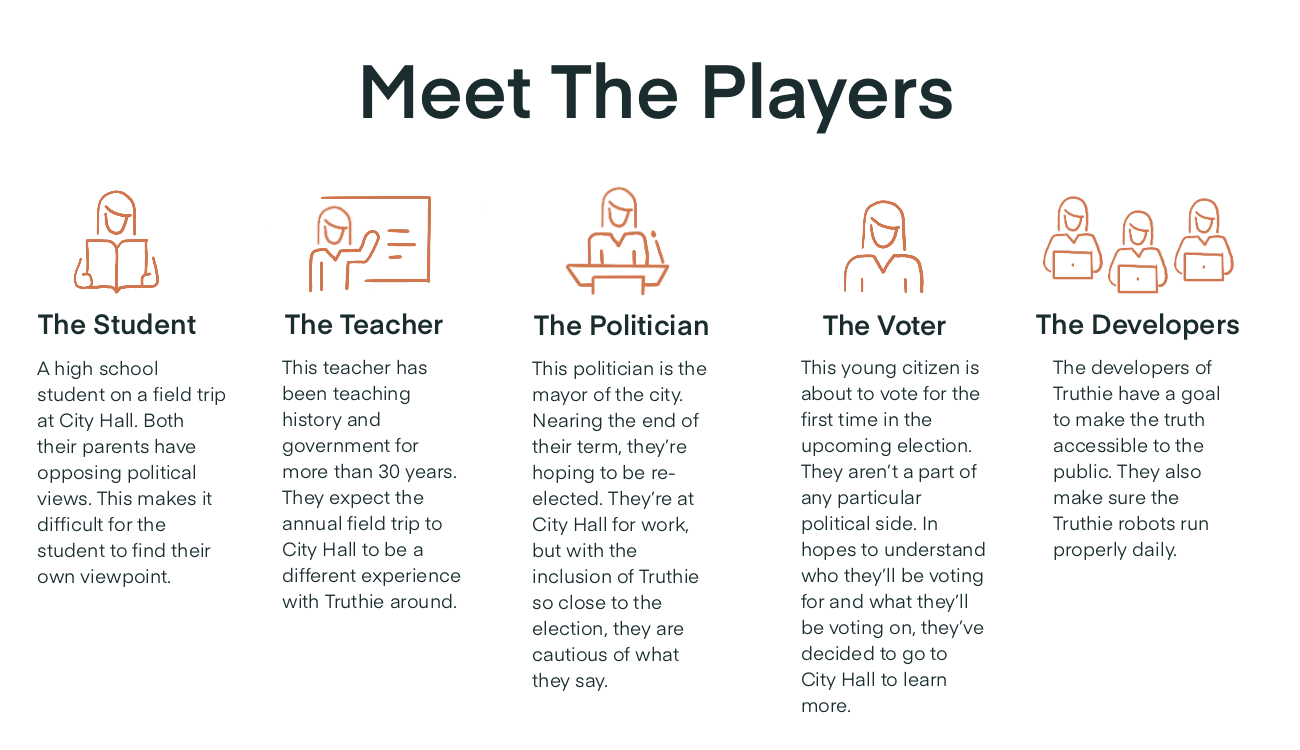 Meet The Players
The Student
A high school
student on a field trip
at City Hall. Both
their parents have
opposing political
views. This makes it
difficult for the
student to find their
own viewpoint.
The Teacher
This teacher has
been teaching
history and
government for
more than 30 years.
They expect the
annual field trip to
City Hall to be a
different experience
with Truthie around.
The Politician
This politician is the
mayor of the city.
Nearing the end of
their term, they’re
hoping to be re-
elected. They’re at
City Hall for work,
but with the
inclusion of Truthie
so close to the
election, they are
cautious of what
they say.
The Voter
This young citizen is
about to vote for the
first time in the
upcoming election.
They aren’t a part of
any particular
political side. In
hopes to understand
who they’ll be voting
for and what they’ll
be voting on, they’ve
decided to go to
City Hall to learn
more.
The Developers
The developers of
Truthie have a goal
to make the truth
accessible to the
public. They also
make sure the
Truthie robots run
properly daily.